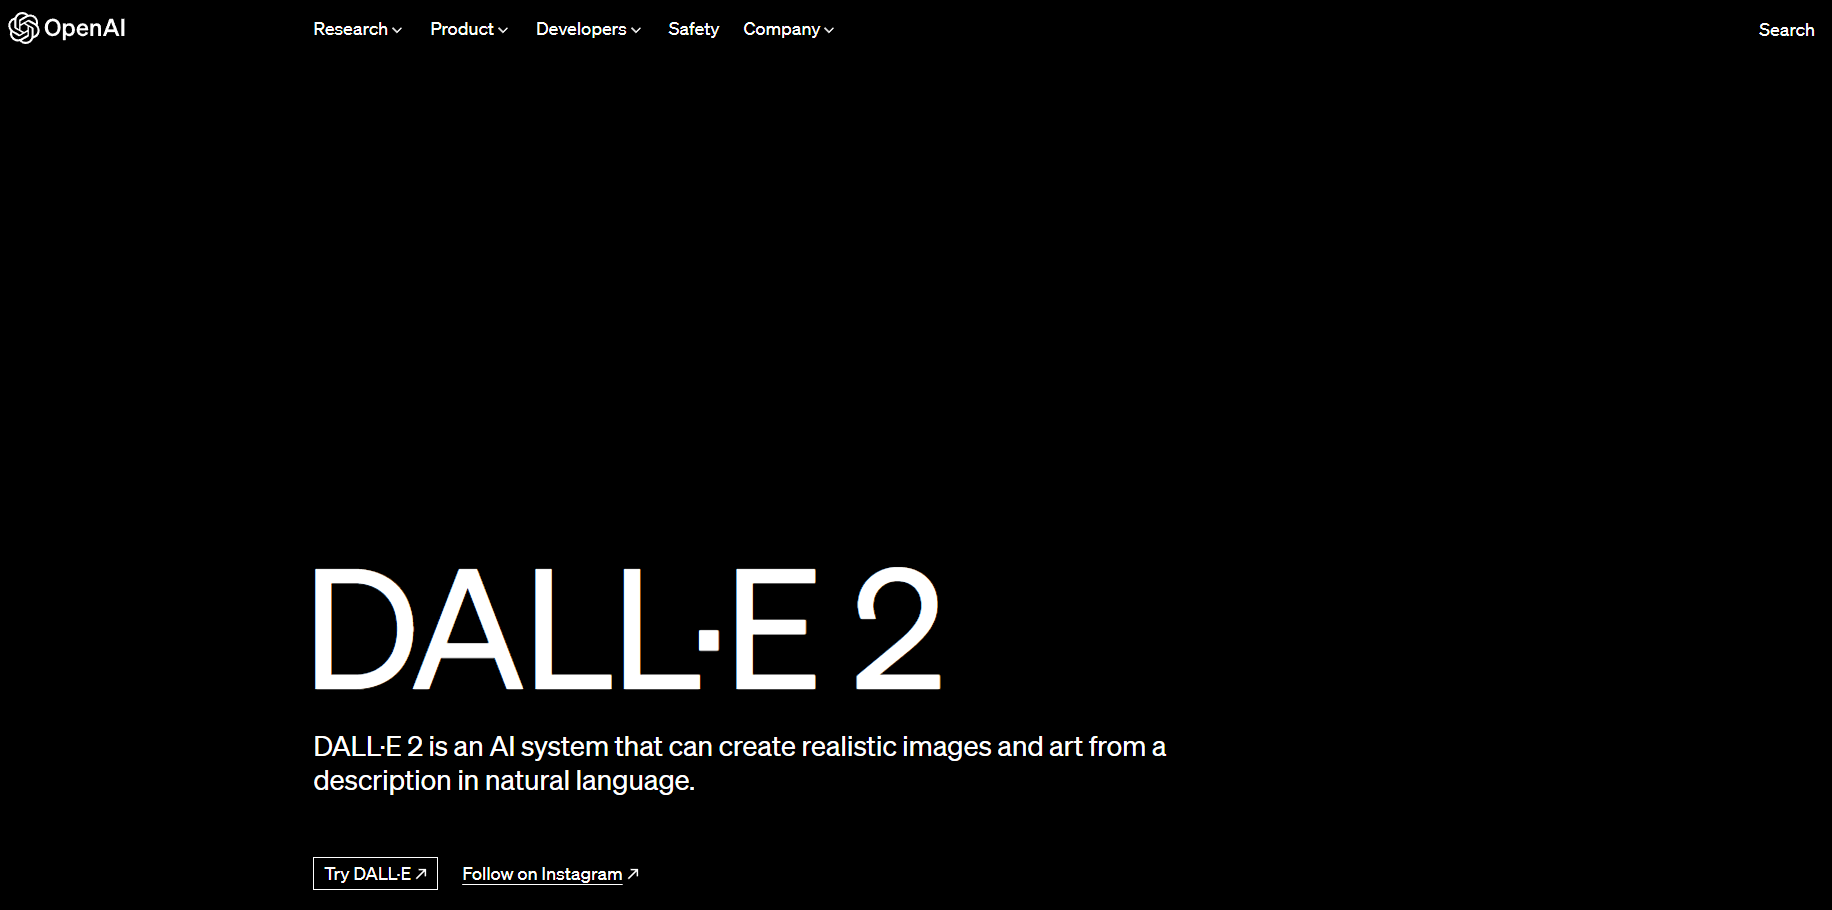 OpenAI
Research
Product
Developers
Safety
Company
Search
DALL·E 2
DALL·E 2 is an AI system that can create realistic images and art from a
description in natural language.
Try DALL·E ↗
Follow on Instagram ↗